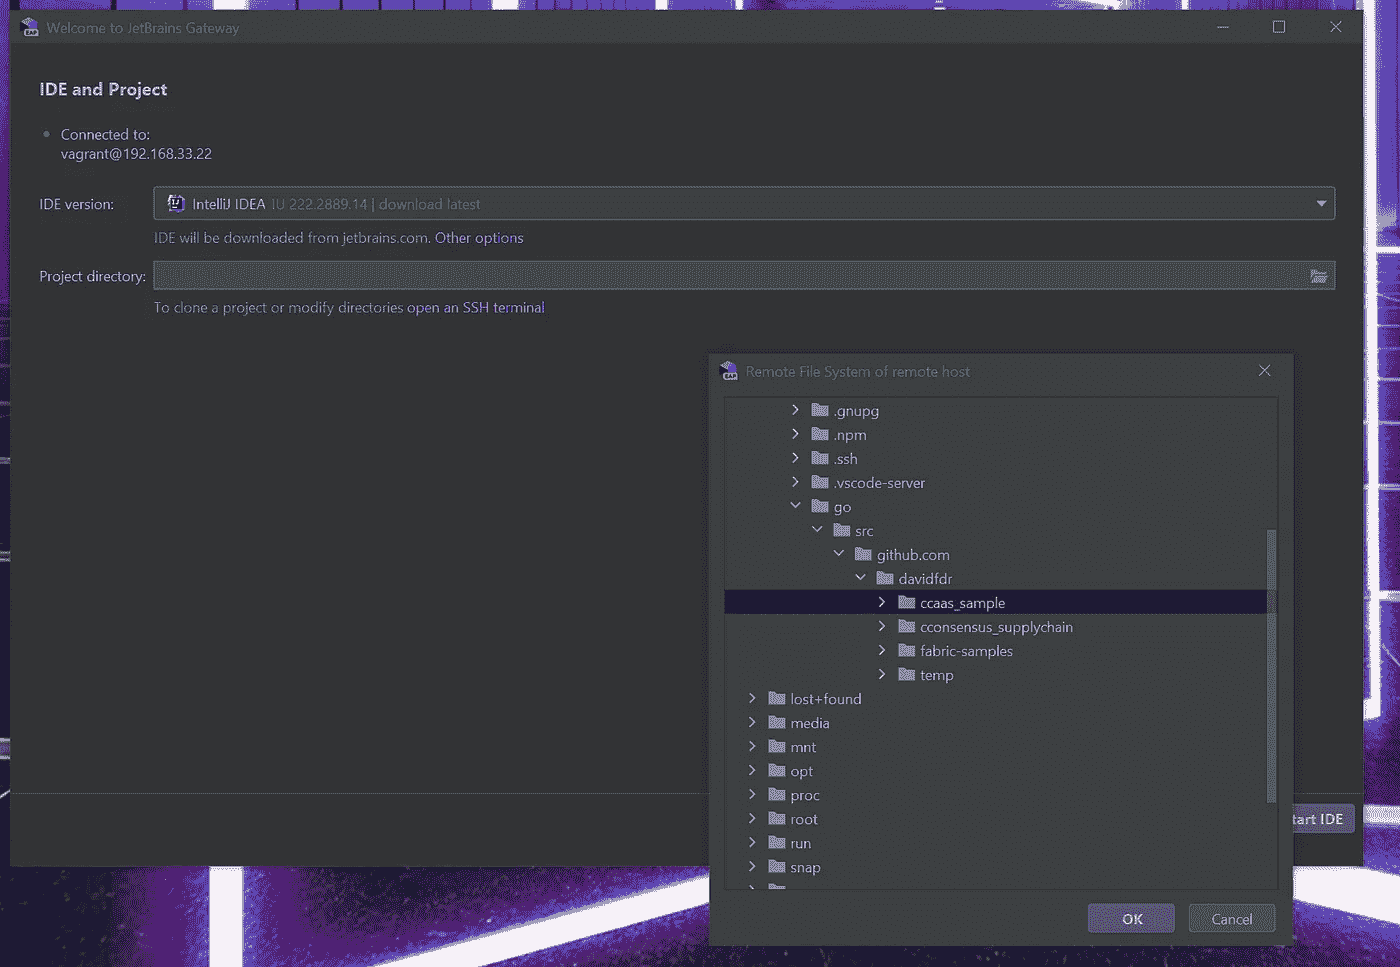 Welcome to JetBrains Gateway
IDE and Project
Connected to:
vagrant@192.168.33.22
IDE version: IntelliJ IDEA IU 222.2889.14 | download latest
IDE will be downloaded from jetbrains.com. Other options
Project directory:
To clone a project or modify directories open an SSH terminal
EAP Remote File System of remote host
.gnupg
.npm
.ssh
.vscode-server
go
src
github.com
davidfdr
ccaas_sample
cconsensus_supplychain
fabric-samples
temp
lost+found
media
mnt
opt
proc
root
run
snap
tart IDE
OK Cancel